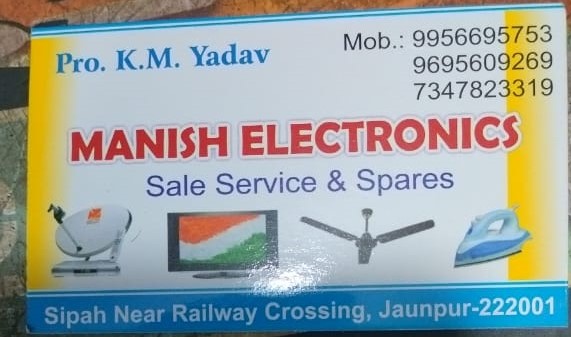 Pro. K.M. Yadav
Mob.: 9956695753
9695609269
7347823319
MANISH ELECTRONICS
Sale Service & Spares
Sipah Near Railway Crossing, Jaunpur-222001